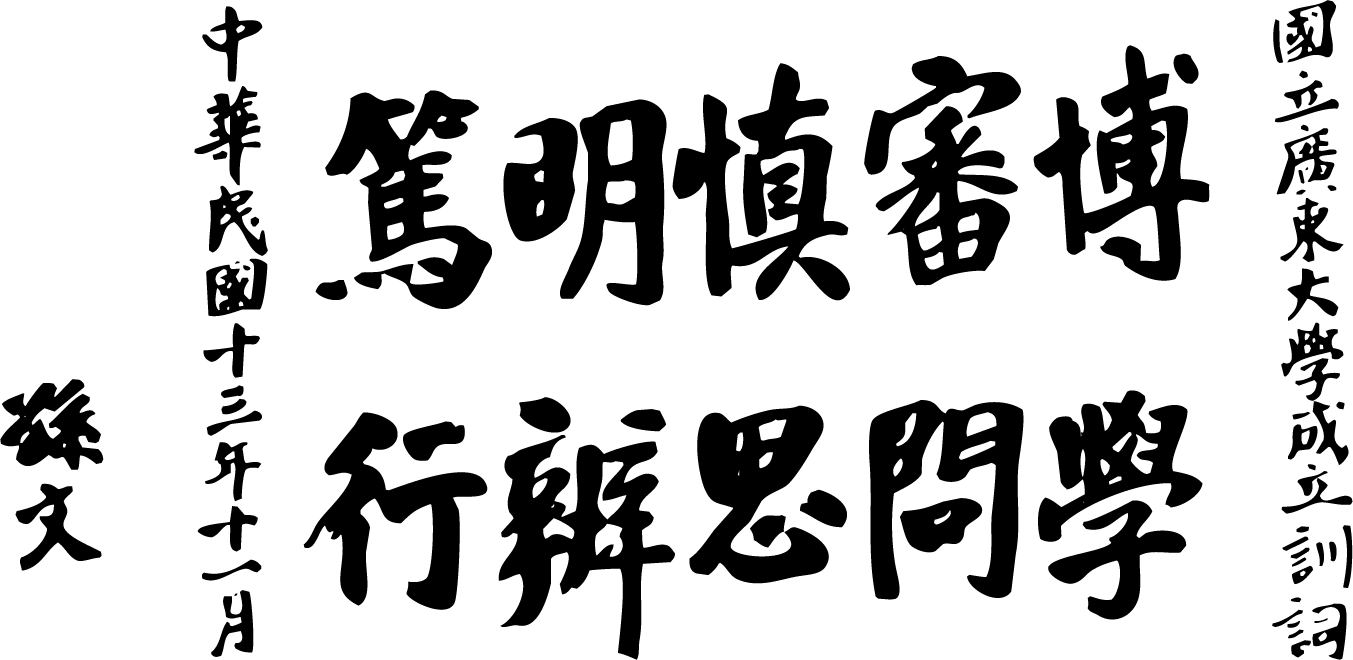 國立廣東大學成立訓詞
博學
審問
慎思
明辨
篤行
中華民國十三年十一月
孫文